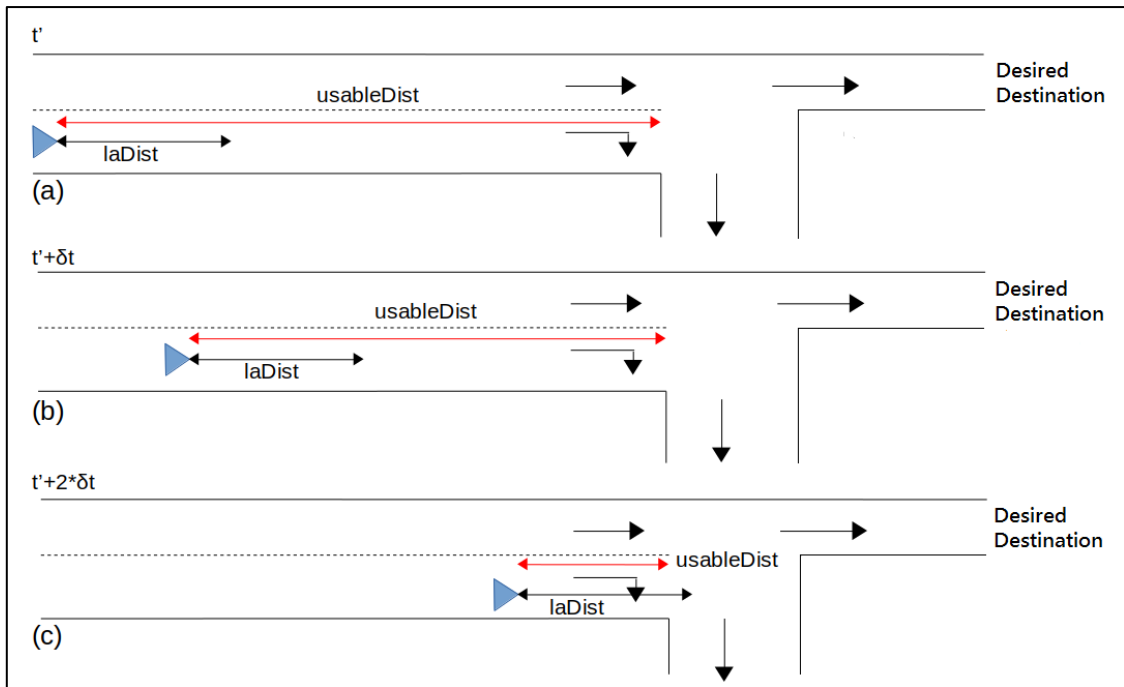 t'
Desired
Destination
usableDist
laDist
(a)
t'+δt
Desired
Destination
usableDist
laDist
(b)
t'+2*δt
Desired
Destination
usableDist
laDist
(c)